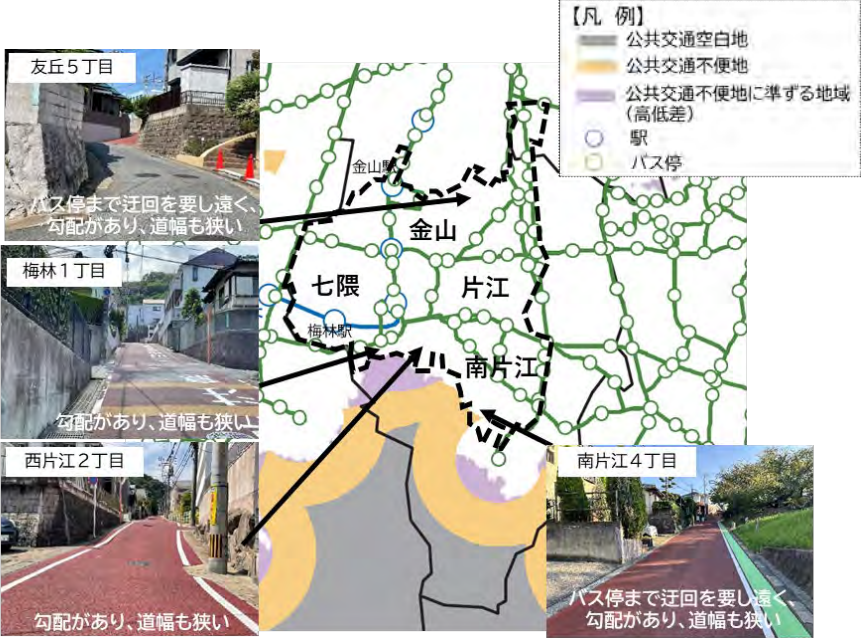 【凡 例】
公共交通空白地
公共交通不便地
公共交通不便地に準ずる地域
(高低差)
駅
バス停
友丘5丁目
バス停まで迂回を要し遠く、
勾配があり、道幅も狭い
梅林1丁目
勾配があり、道幅も狭い
西片江2丁目
勾配があり、道幅も狭い
金山駅
金山
七隈
片江
梅林駅
南片江
南片江4丁目
バス停まで迂回を要し遠く、
勾配があり、道幅も狭い